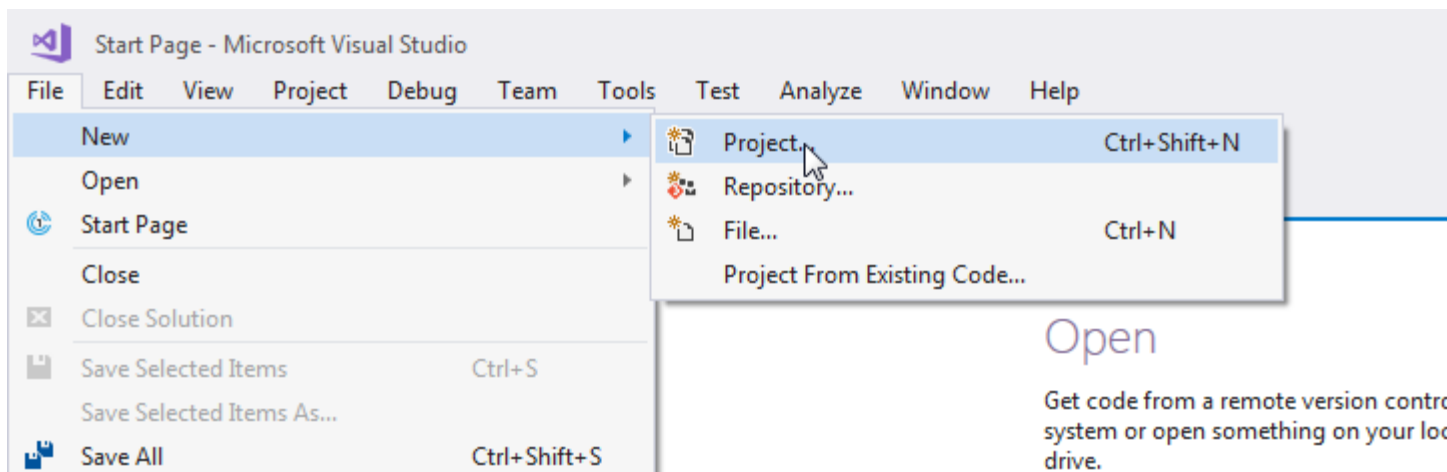 Start Page - Microsoft Visual Studio
File Edit View Project Debug Team Tools Test Analyze Window Help
New
Open
Start Page
Close
Close Solution
Save Selected Items Ctrl+S
Save Selected Items As...
Save All Ctrl+Shift+S
Project... Ctrl+Shift+N
Repository...
File... Ctrl+N
Project From Existing Code...
Open
Get code from a remote version
system or open something on your
drive.